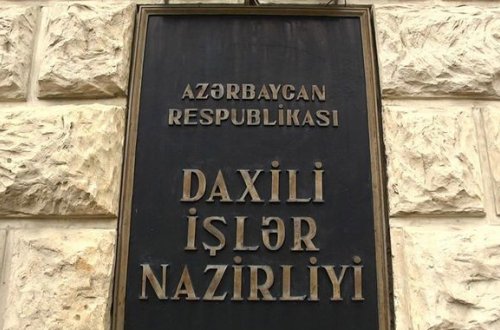 AZƏRBAYCAN
RESPUBLİKASI
DAXİLİ
İŞLƏR
NAZİRLİYİ